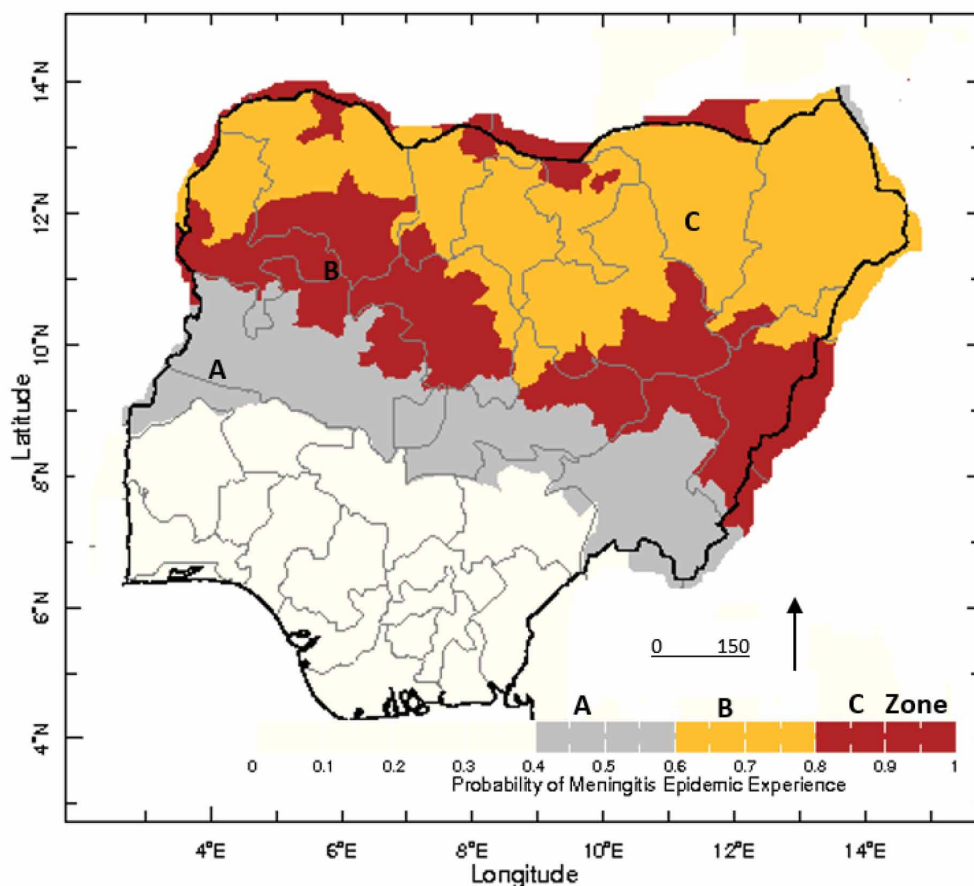 14°N
12°N
10°N
8°N
6°N
4°N
Latitude
C
B
A
0 150
A B C Zone
0 0.1 0.2 0.3 0.4 0.5 0.6 0.7 0.8 0.9 1
Probability of Meningitis Epidemic Experience
4°E 6°E 8°E 10°E 12°E 14°E
Longitude